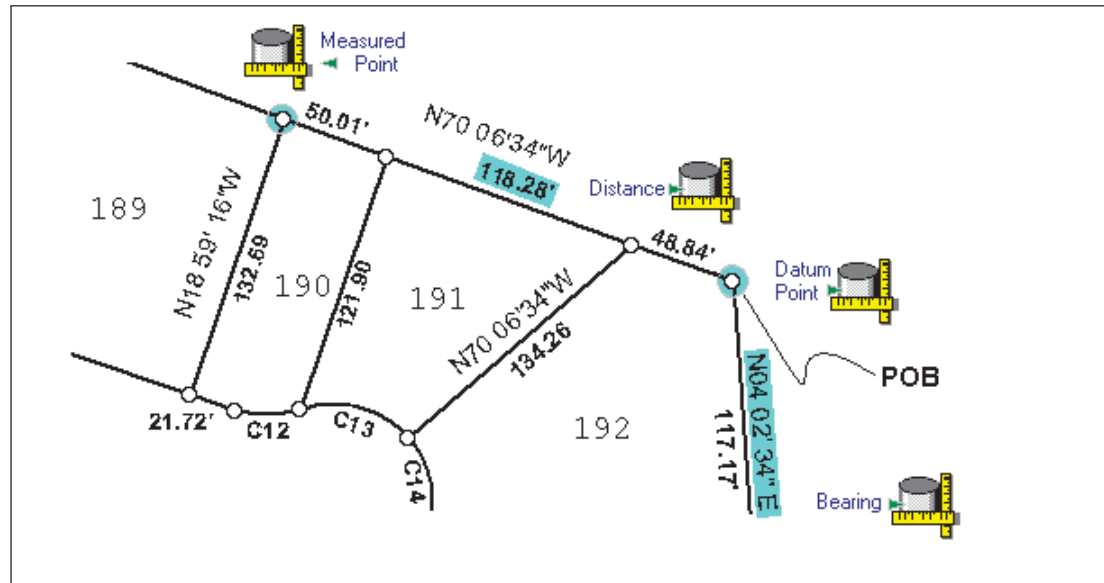 Measured
Point
50.01'
N70 06'34"W
118.28'
Distance
48.84'
Datum
Point
189
N18 59' 16"W
132.69
190
121.90
191
N70 06'34"W
134.26
POB
N04 02' 34" E
117.17'
192
21.72'
C12
C13
C14
Bearing